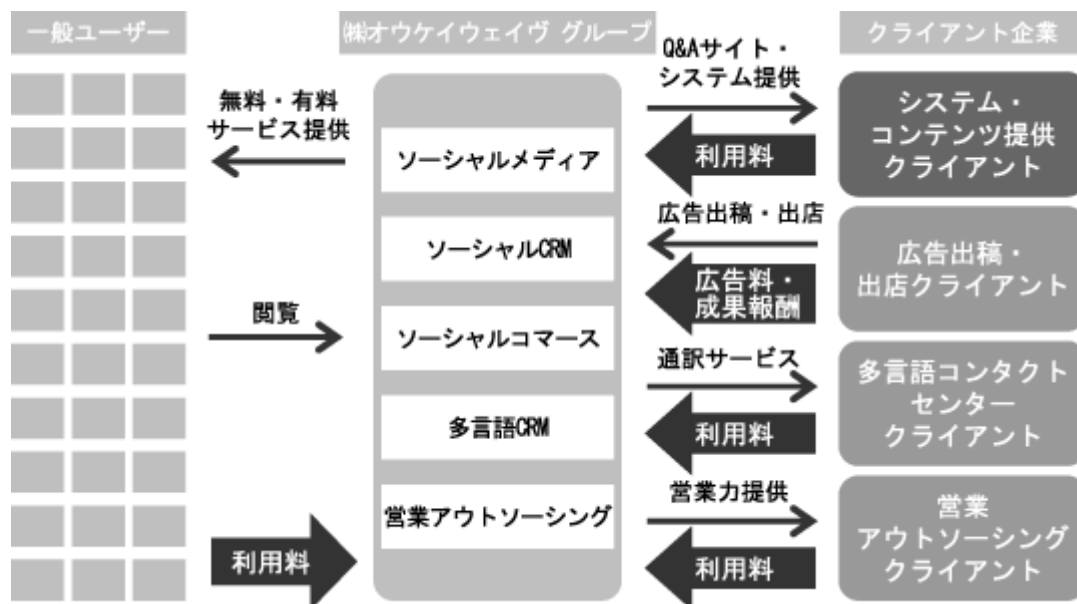 一般ユーザー
㈱オウケイウェイヴ グループ
クライアント企業
無料・有料
サービス提供
閲覧
利用料
ソーシャルメディア
ソーシャルCRM
ソーシャルコマース
多言語CRM
営業アウトソーシング
Q&Aサイト・
システム提供
利用料
広告出稿・出店
広告料・
成果報酬
通訳サービス
利用料
営業力提供
利用料
システム・
コンテンツ提供
クライアント
広告出稿・
出店クライアント
多言語コンタクト
センター
クライアント
営業
アウトソーシング
クライアント